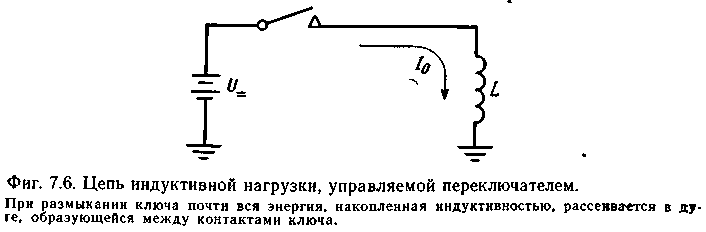 I₀
U₌
L
Фиг. 7.6. Цепь индуктивной нагрузки, управляемой переключателем.
При размыкании ключа почти вся энергия, накопленная индуктивностью, рассеивается в ду-
ге, образующейся между контактами ключа.